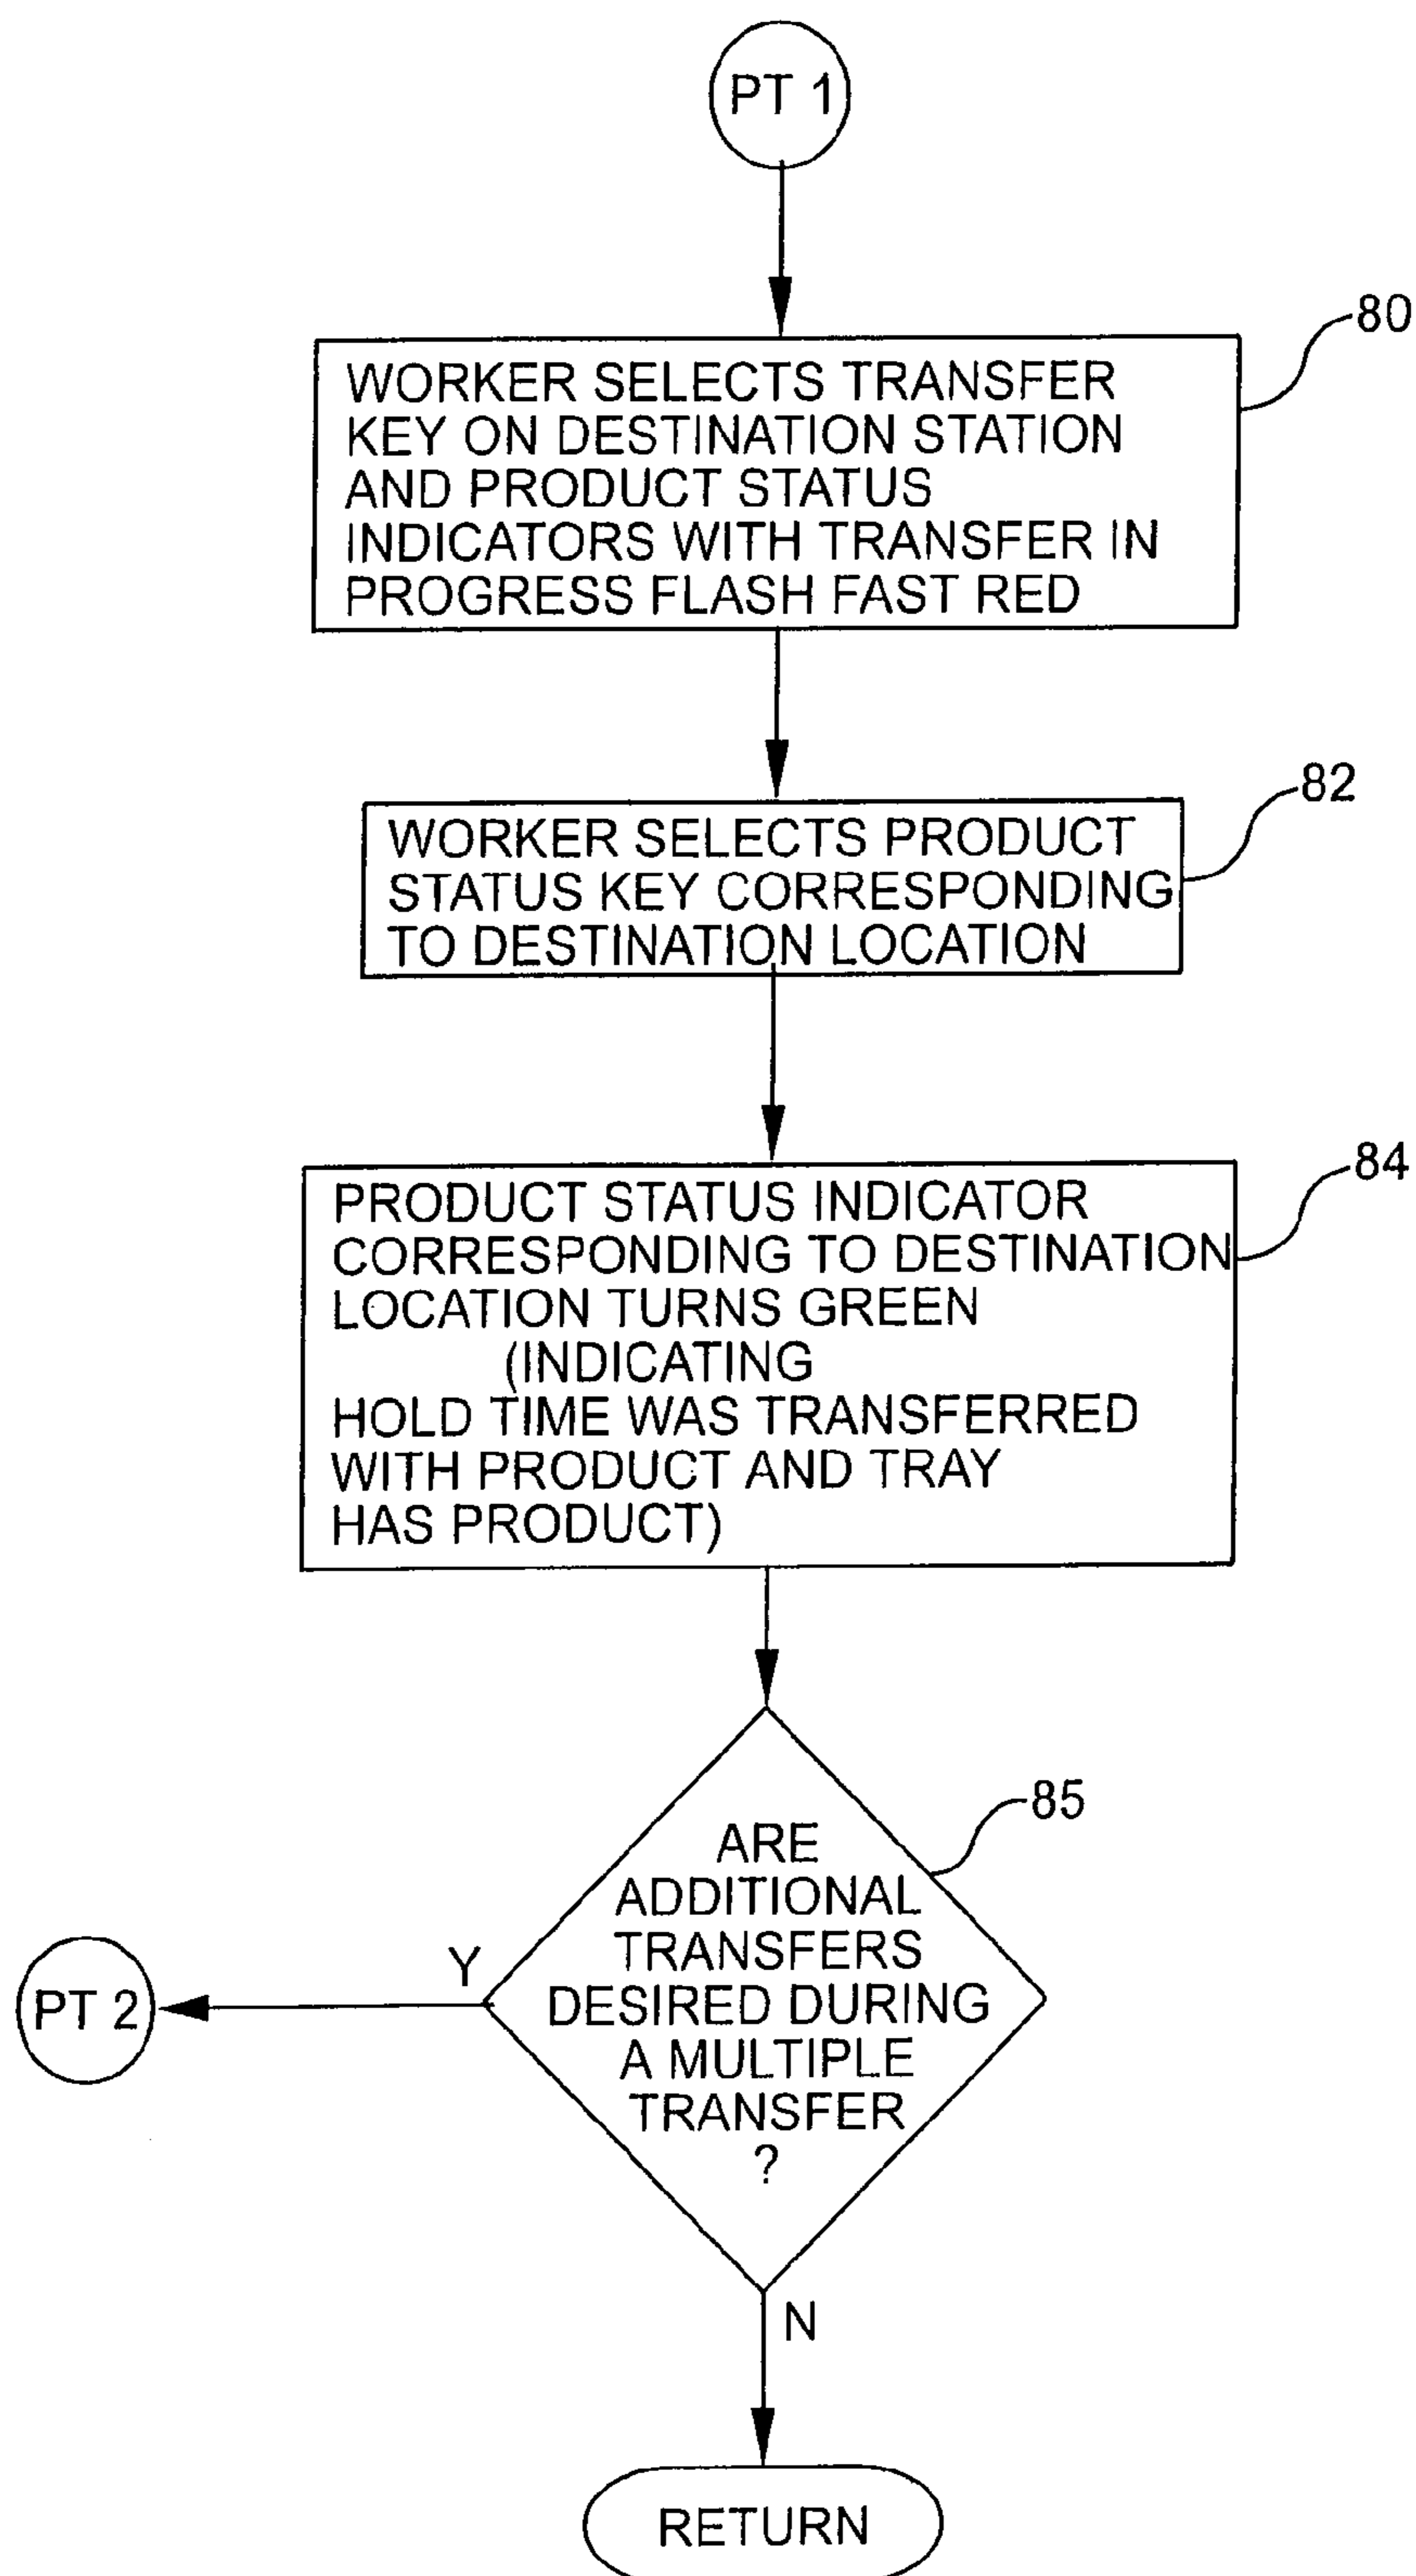 PT 1
80
WORKER SELECTS TRANSFER
KEY ON DESTINATION STATION
AND PRODUCT STATUS
INDICATORS WITH TRANSFER IN
PROGRESS FLASH FAST RED
82
WORKER SELECTS PRODUCT
STATUS KEY CORRESPONDING
TO DESTINATION LOCATION
84
PRODUCT STATUS INDICATOR
CORRESPONDING TO DESTINATION
LOCATION TURNS GREEN
(INDICATING
HOLD TIME WAS TRANSFERRED
WITH PRODUCT AND TRAY
HAS PRODUCT)
85
ARE
ADDITIONAL
TRANSFERS
DESIRED DURING
A MULTIPLE
TRANSFER
?
Y
PT 2
N
RETURN